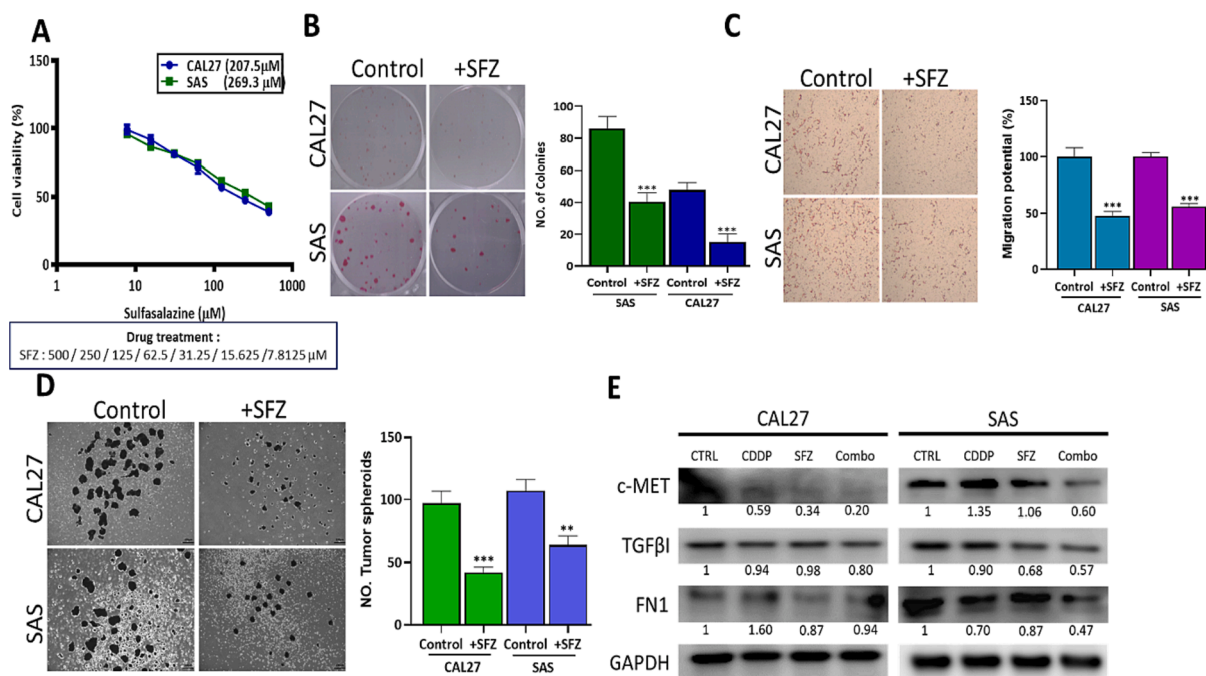 A
150
100
50
0
Cell viability (%)
CAL27 (207.5µM
SAS (269.3 µM)
1 10 100 1000
Sulfasalazine (µM)
Drug treatment :
SFZ : 500 / 250 / 125 / 62.5 / 31.25 / 15.625 /7.8125 µM
B
Control +SFZ
CAL27
SAS
NO. of Colonies
100
80
60
40
20
0
***
***
Control +SFZ Control +SFZ
SAS CAL27
C
Control +SFZ
CAL27
SAS
Migration potential (%)
150
100
50
0
***
***
Control +SFZ Control +SFZ
CAL27 SAS
D
Control +SFZ
CAL27
SAS
NO. Tumor spheroids
150
100
50
0
***
**
Control +SFZ Control +SFZ
CAL27 SAS
E
CAL27 SAS
CTRL CDDP SFZ Combo CTRL CDDP SFZ Combo
c-MET
1 0.59 0.34 0.20 1 1.35 1.06 0.60
TGFβI
1 0.94 0.98 0.80 1 0.90 0.68 0.57
FN1
1 1.60 0.87 0.94 1 0.70 0.87 0.47
GAPDH